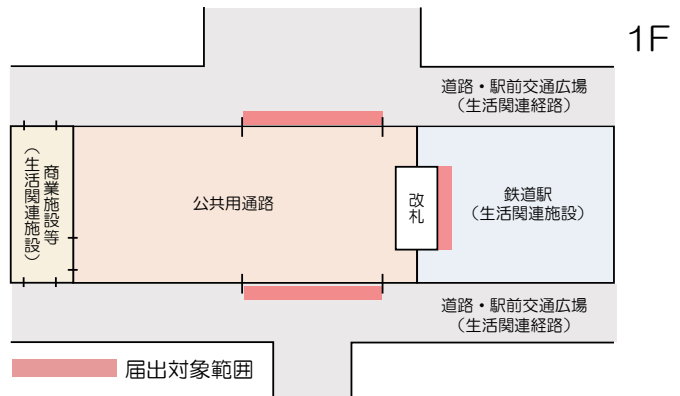 1F
道路・駅前交通広場
（生活関連経路）
商業施設等
（生活関連施設）
公共用通路
改札
鉄道駅
（生活関連施設）
道路・駅前交通広場
（生活関連経路）
届出対象範囲